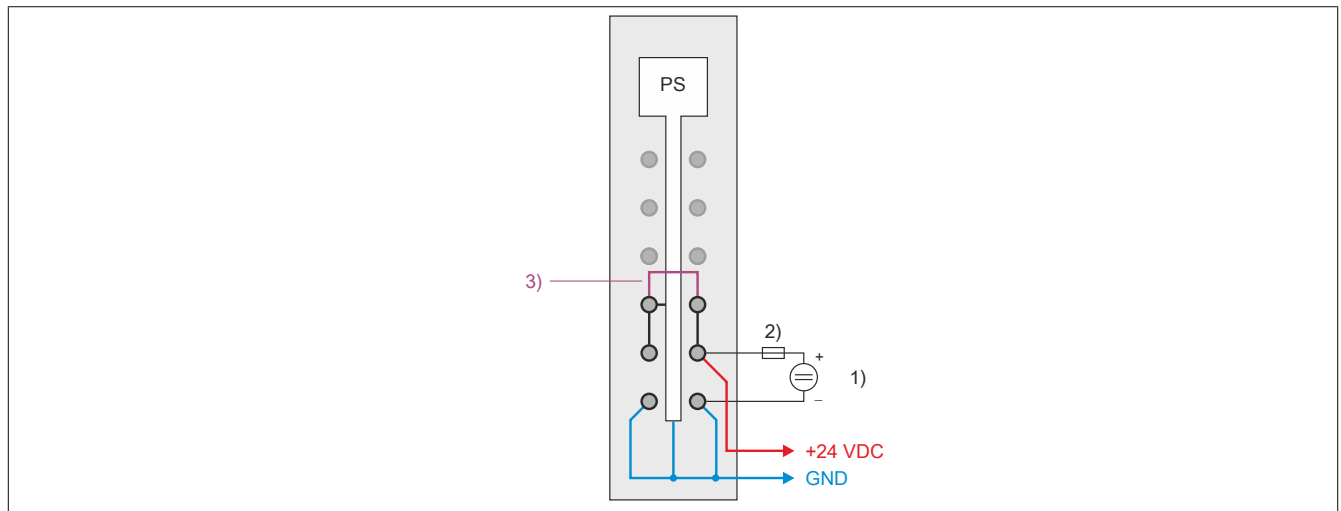 PS
3)
2)
+
1)
–
+24 VDC
GND